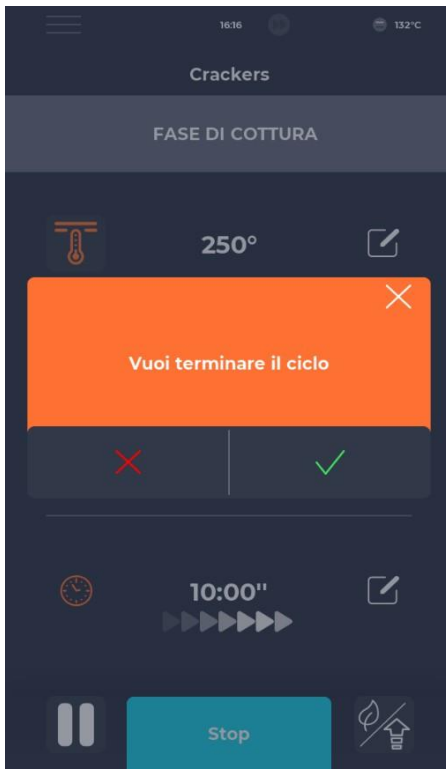 16:16
132°C
Crackers
FASE DI COTTURA
250°
Vuoi terminare il ciclo
10:00"
Stop